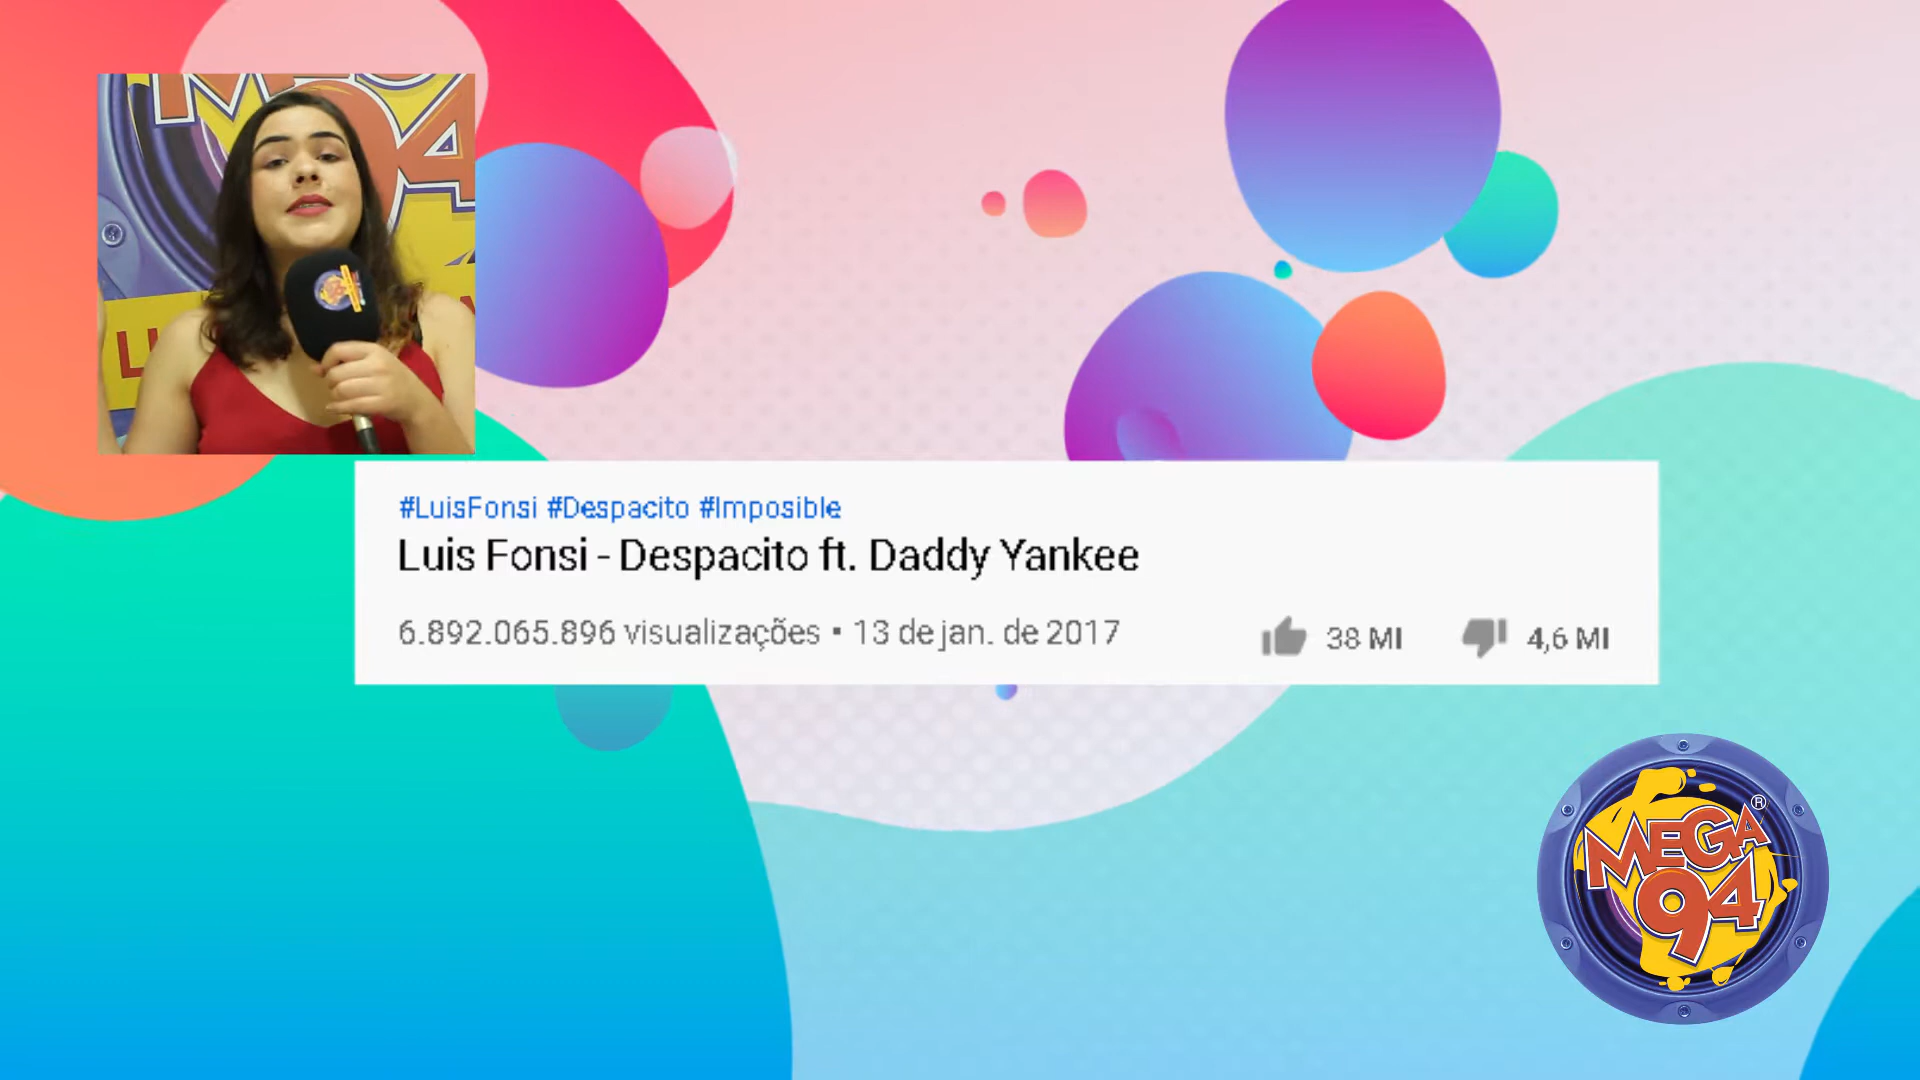 94
#LuisFonsi #Despacito #Imposible
Luis Fonsi - Despacito ft. Daddy Yankee
6.892.065.896 visualizações • 13 de jan. de 2017
38 MI
4,6 MI
MEGA ®
94